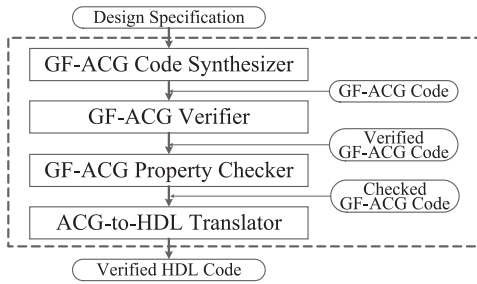 Design Specification
GF-ACG Code Synthesizer
GF-ACG Code
GF-ACG Verifier
Verified
GF-ACG Code
GF-ACG Property Checker
Checked
GF-ACG Code
ACG-to-HDL Translator
Verified HDL Code